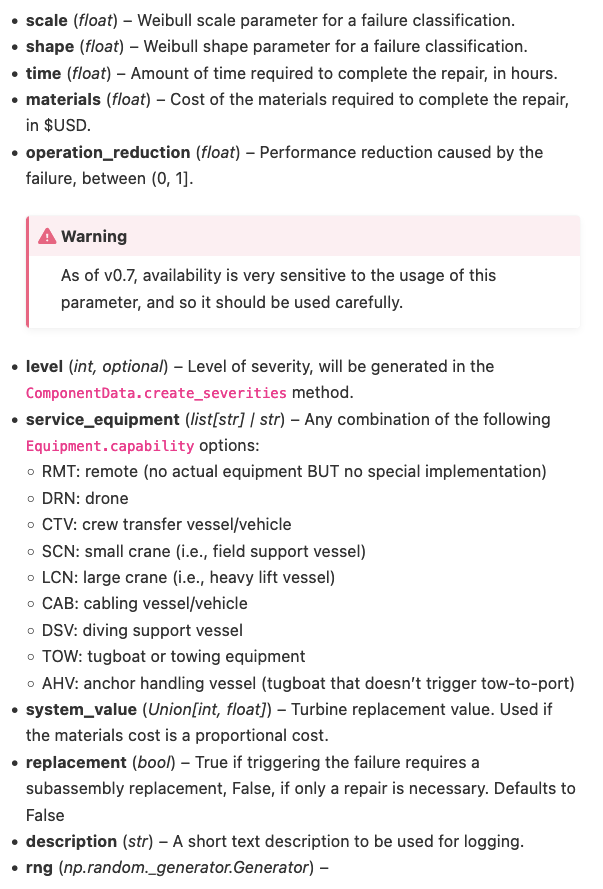 • scale (float) – Weibull scale parameter for a failure classification.
• shape (float) – Weibull shape parameter for a failure classification.
• time (float) – Amount of time required to complete the repair, in hours.
• materials (float) – Cost of the materials required to complete the repair,
in $USD.
• operation_reduction (float) – Performance reduction caused by the
failure, between (0, 1].
Warning
As of v0.7, availability is very sensitive to the usage of this
parameter, and so it should be used carefully.
• level (int, optional) – Level of severity, will be generated in the
ComponentData.create_severities method.
• service_equipment (list[str] | str) – Any combination of the following
Equipment.capability options:
◦ RMT: remote (no actual equipment BUT no special implementation)
◦ DRN: drone
◦ CTV: crew transfer vessel/vehicle
◦ SCN: small crane (i.e., field support vessel)
◦ LCN: large crane (i.e., heavy lift vessel)
◦ CAB: cabling vessel/vehicle
◦ DSV: diving support vessel
◦ TOW: tugboat or towing equipment
◦ AHV: anchor handling vessel (tugboat that doesn’t trigger tow-to-port)
• system_value (Union[int, float]) – Turbine replacement value. Used if
the materials cost is a proportional cost.
• replacement (bool) – True if triggering the failure requires a
subassembly replacement, False, if only a repair is necessary. Defaults to
False
• description (str) – A short text description to be used for logging.
• rng (np.random._generator.Generator) –